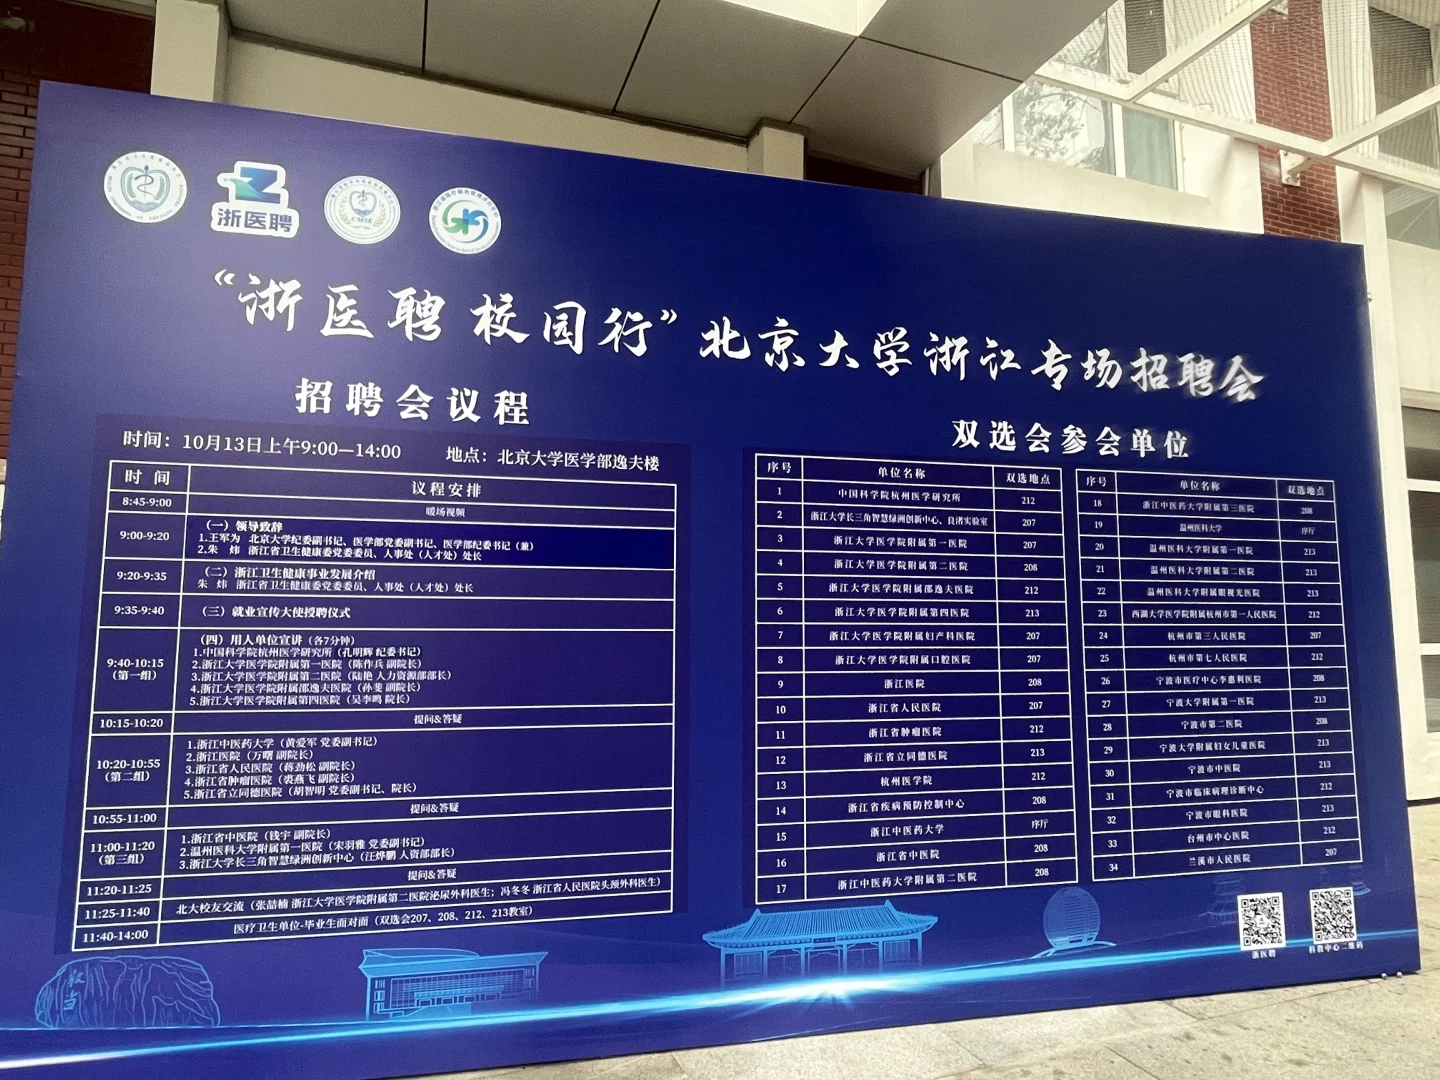 浙医聘
CMSE
“浙医聘 校园行”北京大学浙江专场招聘会
招聘会议程
时间：10月13日上午9:00—14:00 地点：北京大学医学部逸夫楼
时 间 议程安排
8:45-9:00 暖场视频
9:00-9:20 （一）领导致辞
1.王军为 北京大学纪委副书记、医学部党委副书记、医学部纪委书记（兼）
2.朱 炜 浙江省卫生健康委党委委员、人事处（人才处）处长
9:20-9:35 （二）浙江卫生健康事业发展介绍
朱 炜 浙江省卫生健康委党委委员、人事处（人才处）处长
9:35-9:40 （三）就业宣传大使授聘仪式
9:40-10:15（第一组） （四）用人单位宣讲（各7分钟）
1.中国科学院杭州医学研究所（孔明辉 纪委书记）
2.浙江大学医学院附属第一医院（陈作兵 副院长）
3.浙江大学医学院附属第二医院（陆艳 人力资源部部长）
4.浙江大学医学院附属邵逸夫医院（孙斐 副院长）
5.浙江大学医学院附属第四医院（吴李鸣 院长）
10:15-10:20 提问&答疑
10:20-10:55（第二组） 1.浙江中医药大学（黄爱军 党委副书记）
2.浙江医院（万曙 副院长）
3.浙江省人民医院（蒋劲松 副院长）
4.浙江省肿瘤医院（裘燕飞 副院长）
5.浙江省立同德医院（胡智明 党委副书记、院长）
10:55-11:00 提问&答疑
11:00-11:20（第三组） 1.浙江省中医院（钱宇 副院长）
2.温州医科大学附属第一医院（宋羽雅 党委副书记）
3.浙江大学长三角智慧绿洲创新中心（汪烨鹏 人资部部长）
11:20-11:25 提问&答疑
11:25-11:40 北大校友交流（张喆楠 浙江大学医学院附属第二医院泌尿外科医生；冯冬冬 浙江省人民医院头颈外科医生）
11:40-14:00 医疗卫生单位-毕业生面对面（双选会207、208、212、213教室）
双选会参会单位
序号 单位名称 双选地点
1 中国科学院杭州医学研究所 212
2 浙江大学长三角智慧绿洲创新中心、良渚实验室 207
3 浙江大学医学院附属第一医院 207
4 浙江大学医学院附属第二医院 208
5 浙江大学医学院附属邵逸夫医院 212
6 浙江大学医学院附属第四医院 213
7 浙江大学医学院附属妇产科医院 207
8 浙江大学医学院附属口腔医院 207
9 浙江医院 208
10 浙江省人民医院 207
11 浙江省肿瘤医院 212
12 浙江省立同德医院 213
13 杭州医学院 212
14 浙江省疾病预防控制中心 208
15 浙江中医药大学 序厅
16 浙江省中医院 208
17 浙江中医药大学附属第二医院 208
序号 单位名称 双选地点
18 浙江中医药大学附属第三医院 208
19 温州医科大学 序厅
20 温州医科大学附属第一医院 213
21 温州医科大学附属第二医院 213
22 温州医科大学附属眼视光医院 213
23 西湖大学医学院附属杭州市第一人民医院 212
24 杭州市第三人民医院 207
25 杭州市第七人民医院 212
26 宁波市医疗中心李惠利医院 208
27 宁波大学附属第一医院 213
28 宁波市第二医院 208
29 宁波大学附属妇女儿童医院 213
30 宁波市中医院 213
31 宁波市临床病理诊断中心 212
32 宁波市眼科医院 213
33 台州市中心医院 212
34 兰溪市人民医院 207
浙医聘
科教中心二维码
敢当